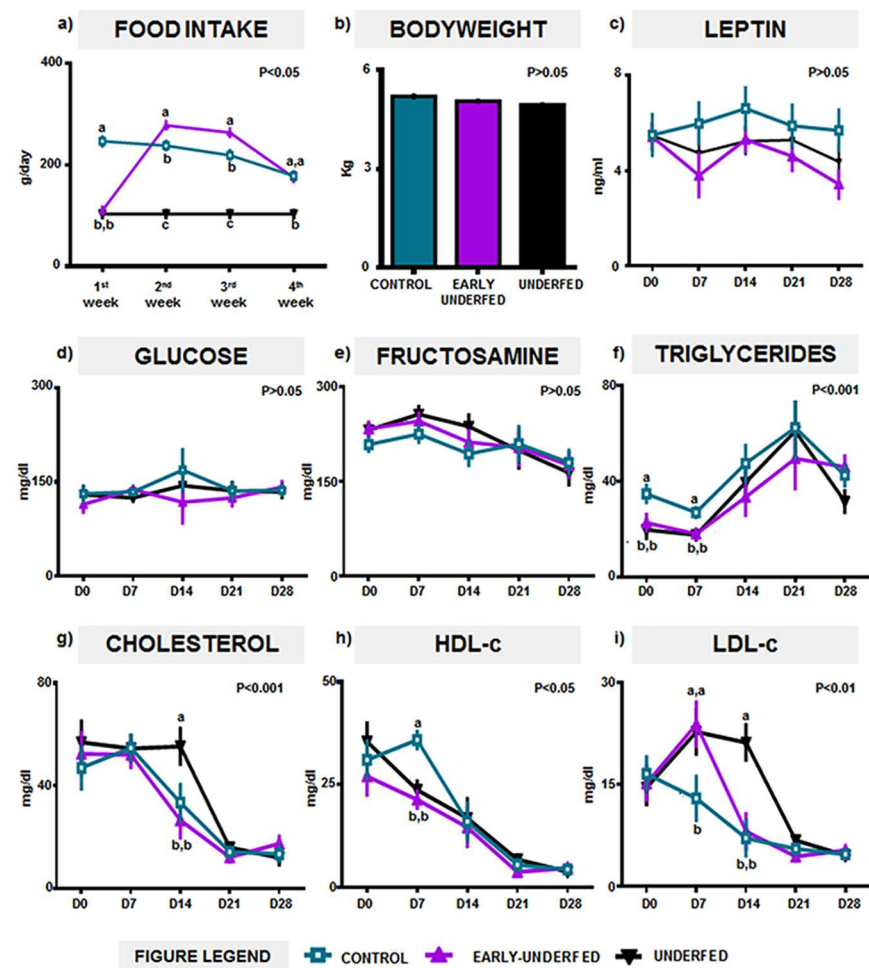 a) FOOD INTAKE
400
200
0
g/day
P<0.05
a
a
a
a,a
b
b
b,b
c
c
b
1st week
2nd week
3rd week
4th week
b) BODYWEIGHT
6
3
0
Kg
P>0.05
CONTROL
EARLY UNDERFED
UNDERFED
c) LEPTIN
8
4
0
ng/ml
P>0.05
D0 D7 D14 D21 D28
d) GLUCOSE
300
150
0
mg/dl
P>0.05
D0 D7 D14 D21 D28
e) FRUCTOSAMINE
300
150
0
mg/dl
P>0.05
D0 D7 D14 D21 D28
f) TRIGLYCERIDES
80
40
0
mg/dl
P<0.001
a
a
b,b
b,b
D0 D7 D14 D21 D28
g) CHOLESTEROL
80
40
0
mg/dl
P<0.001
a
b,b
D0 D7 D14 D21 D28
h) HDL-c
50
25
0
mg/dl
P<0.05
a
b,b
D0 D7 D14 D21 D28
i) LDL-c
30
15
0
mg/dl
P<0.01
a,a
a
b
b,b
D0 D7 D14 D21 D28
FIGURE LEGEND CONTROL EARLY-UNDERFED UNDERFED